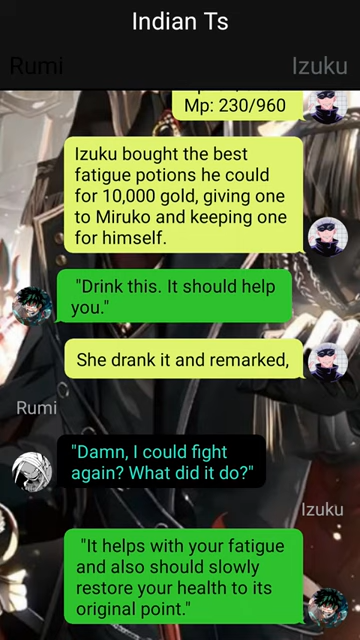 Indian Ts
Rumi
Izuku
Mp: 230/960
Izuku bought the best
fatigue potions he could
for 10,000 gold, giving one
to Miruko and keeping one
for himself.
"Drink this. It should help
you."
She drank it and remarked,
Rumi
"Damn, I could fight
again? What did it do?"
Izuku
"It helps with your fatigue
and also should slowly
restore your health to its
original point."